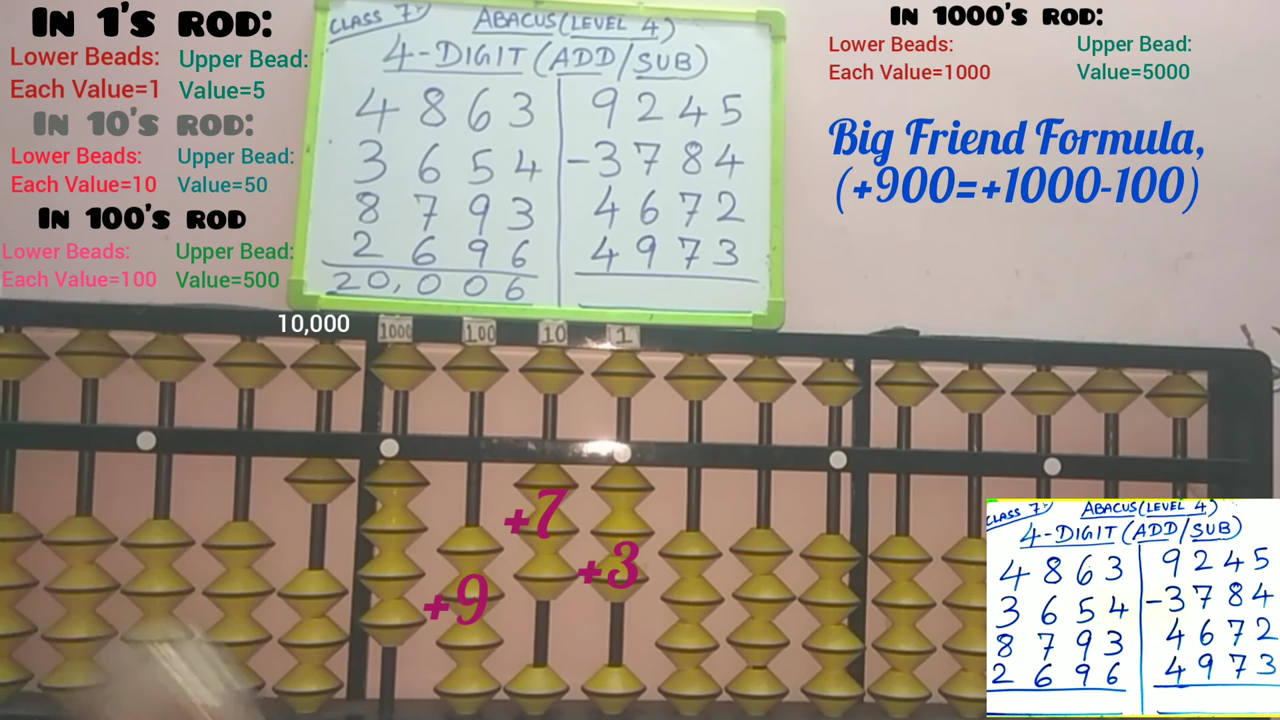 In 1's rod:
Lower Beads: Upper Bead:
Each Value=1 Value=5
In 10's rod:
Lower Beads: Upper Bead:
Each Value=10 Value=50
In 100's rod
Lower Beads: Upper Bead:
Each Value=100 Value=500
CLASS 7
ABACUS (LEVEL 4)
4-DIGIT (ADD/SUB)
4863 9245
3654 -3784
8793 4672
2696 4973
20,006
In 1000's rod:
Lower Beads: Upper Bead:
Each Value=1000 Value=5000
Big Friend Formula,
(+900=+1000-100)
10,000 1000 100 10 1
+7
+3
+9
CLASS 7
ABACUS (LEVEL 4)
4-DIGIT (ADD/SUB)
4863 9245
3654 -3784
8793 4672
2696 4973